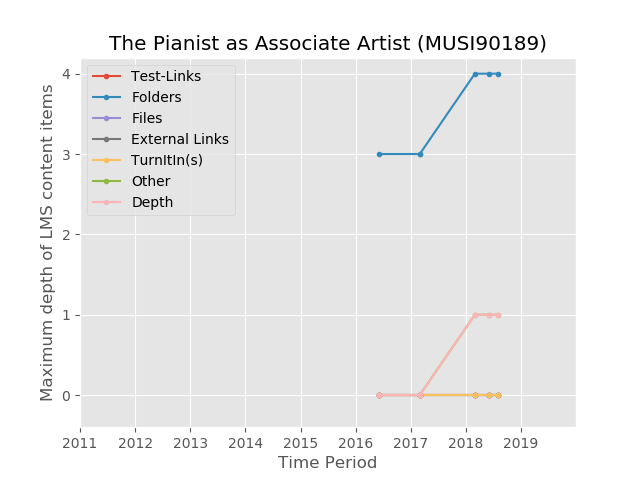 The Pianist as Associate Artist (MUSI90189)
Test-Links
Folders
Files
External Links
TurnItIn(s)
Other
Depth
Maximum depth of LMS content items
4
3
2
1
0
2011 2012 2013 2014 2015 2016 2017 2018 2019
Time Period